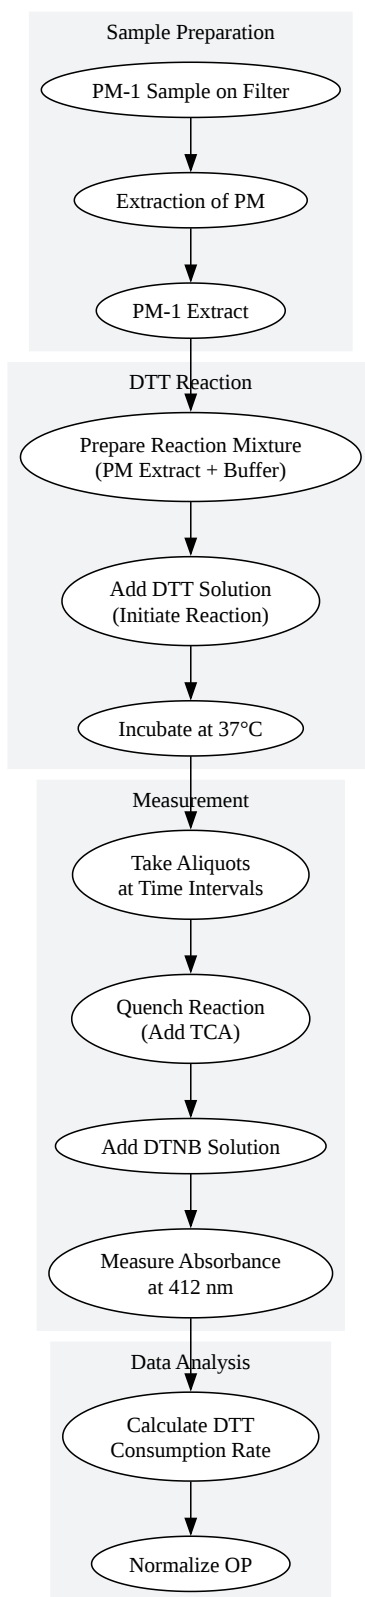 Sample Preparation
PM-1 Sample on Filter
Extraction of PM
PM-1 Extract
DTT Reaction
Prepare Reaction Mixture
(PM Extract + Buffer)
Add DTT Solution
(Initiate Reaction)
Incubate at 37°C
Measurement
Take Aliquots
at Time Intervals
Quench Reaction
(Add TCA)
Add DTNB Solution
Measure Absorbance
at 412 nm
Data Analysis
Calculate DTT
Consumption Rate
Normalize OP